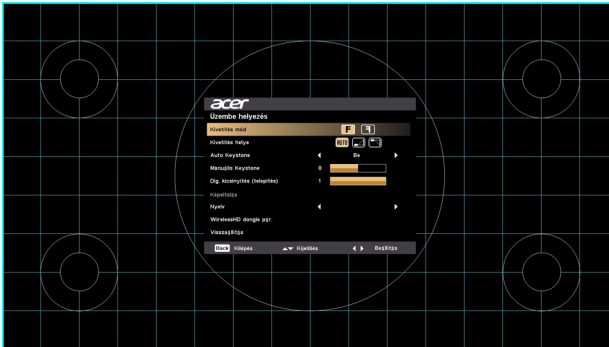 acer
Üzembe helyezés
Kivetítés mód F F
Kivetítés helye AUTO
Auto Keystone Be
Manuális Keystone 0
Dig. kicsinyítés (telepítés) 1
Képeltolás
Nyelv
WirelessHD dongle pár.
Visszaállítás
Back Kilépés Kijelölés Beállítás